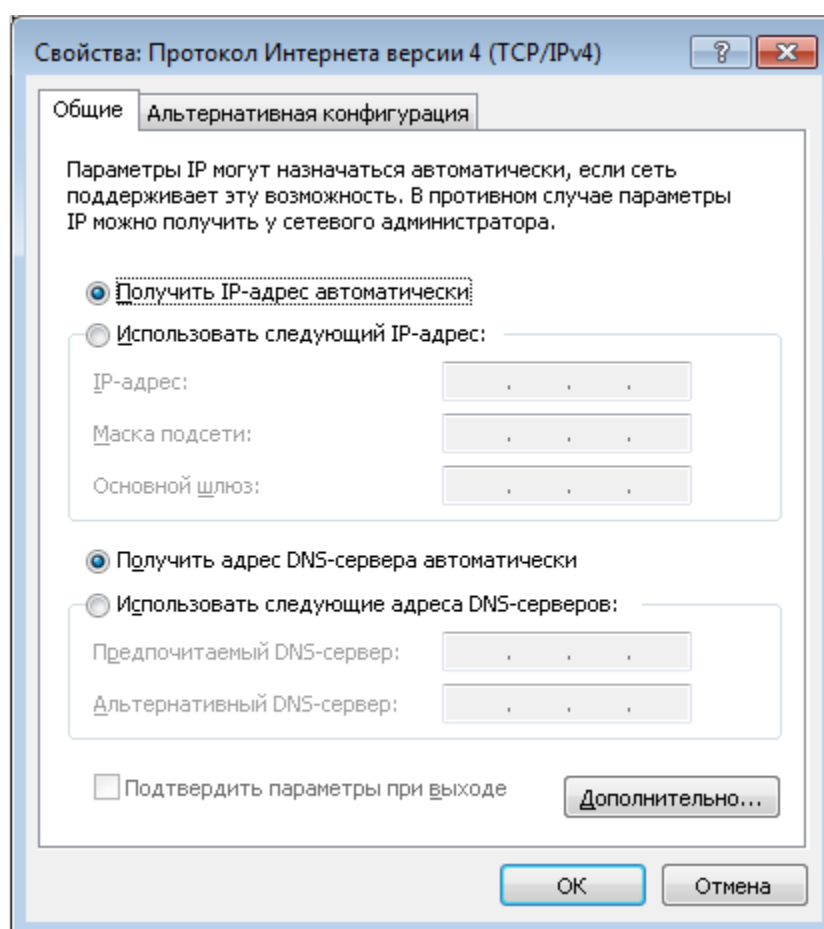 Свойства: Протокол Интернета версии 4 (TCP/IPv4)
Общие
Альтернативная конфигурация
Параметры IP могут назначаться автоматически, если сеть
поддерживает эту возможность. В противном случае параметры
IP можно получить у сетевого администратора.
Получить IP-адрес автоматически
Использовать следующий IP-адрес:
IP-адрес:
Маска подсети:
Основной шлюз:
Получить адрес DNS-сервера автоматически
Использовать следующие адреса DNS-серверов:
Предпочитаемый DNS-сервер:
Альтернативный DNS-сервер:
Подтвердить параметры при выходе
Дополнительно...
ОК
Отмена